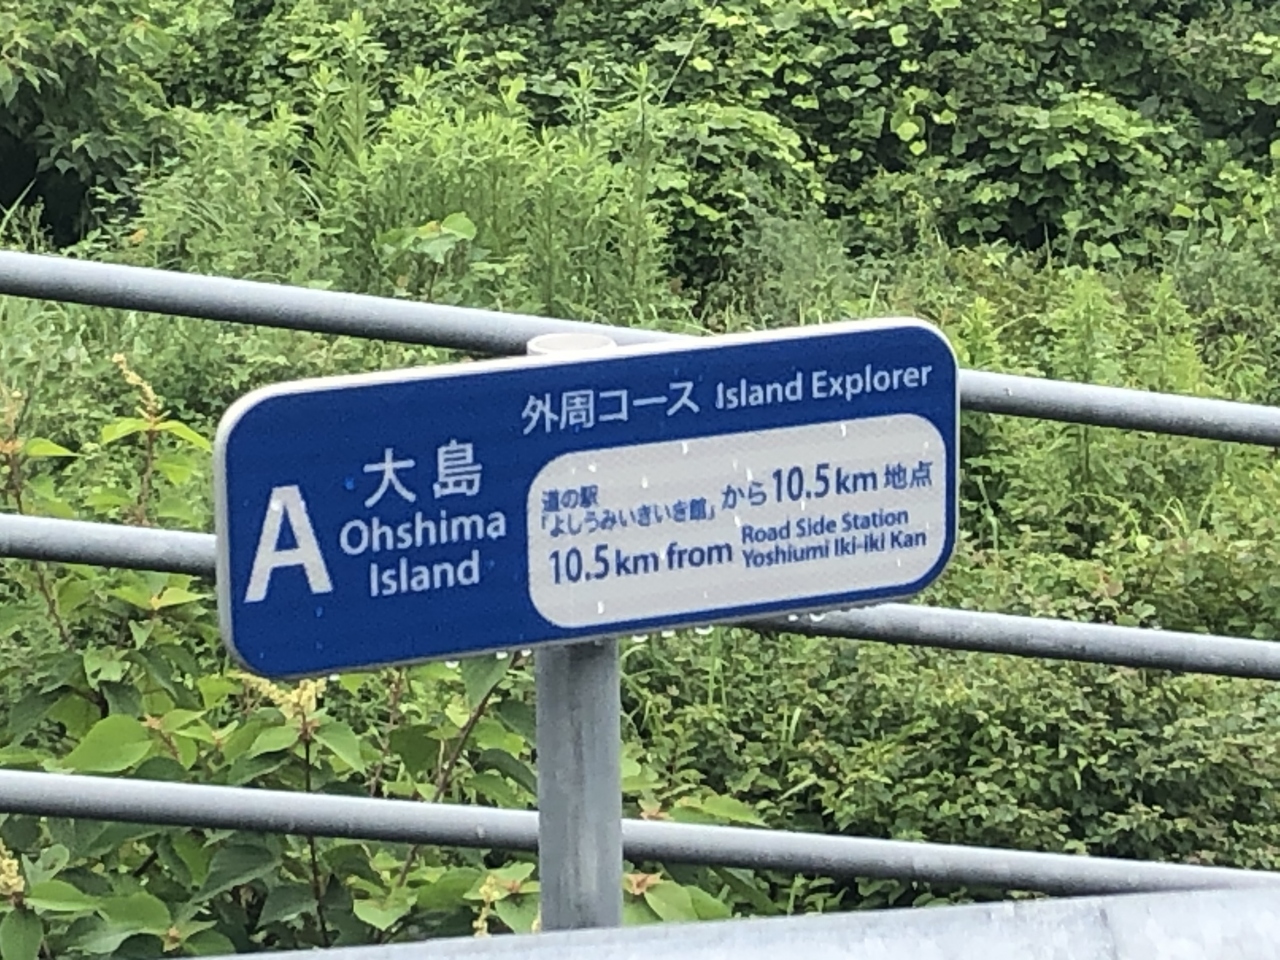 A
大島
Ohshima
Island
外周コース Island Explorer
道の駅
「よしうみいきいき館」から10.5km地点
10.5km from Road Side Station
Yoshiumi Iki-Iki Kan